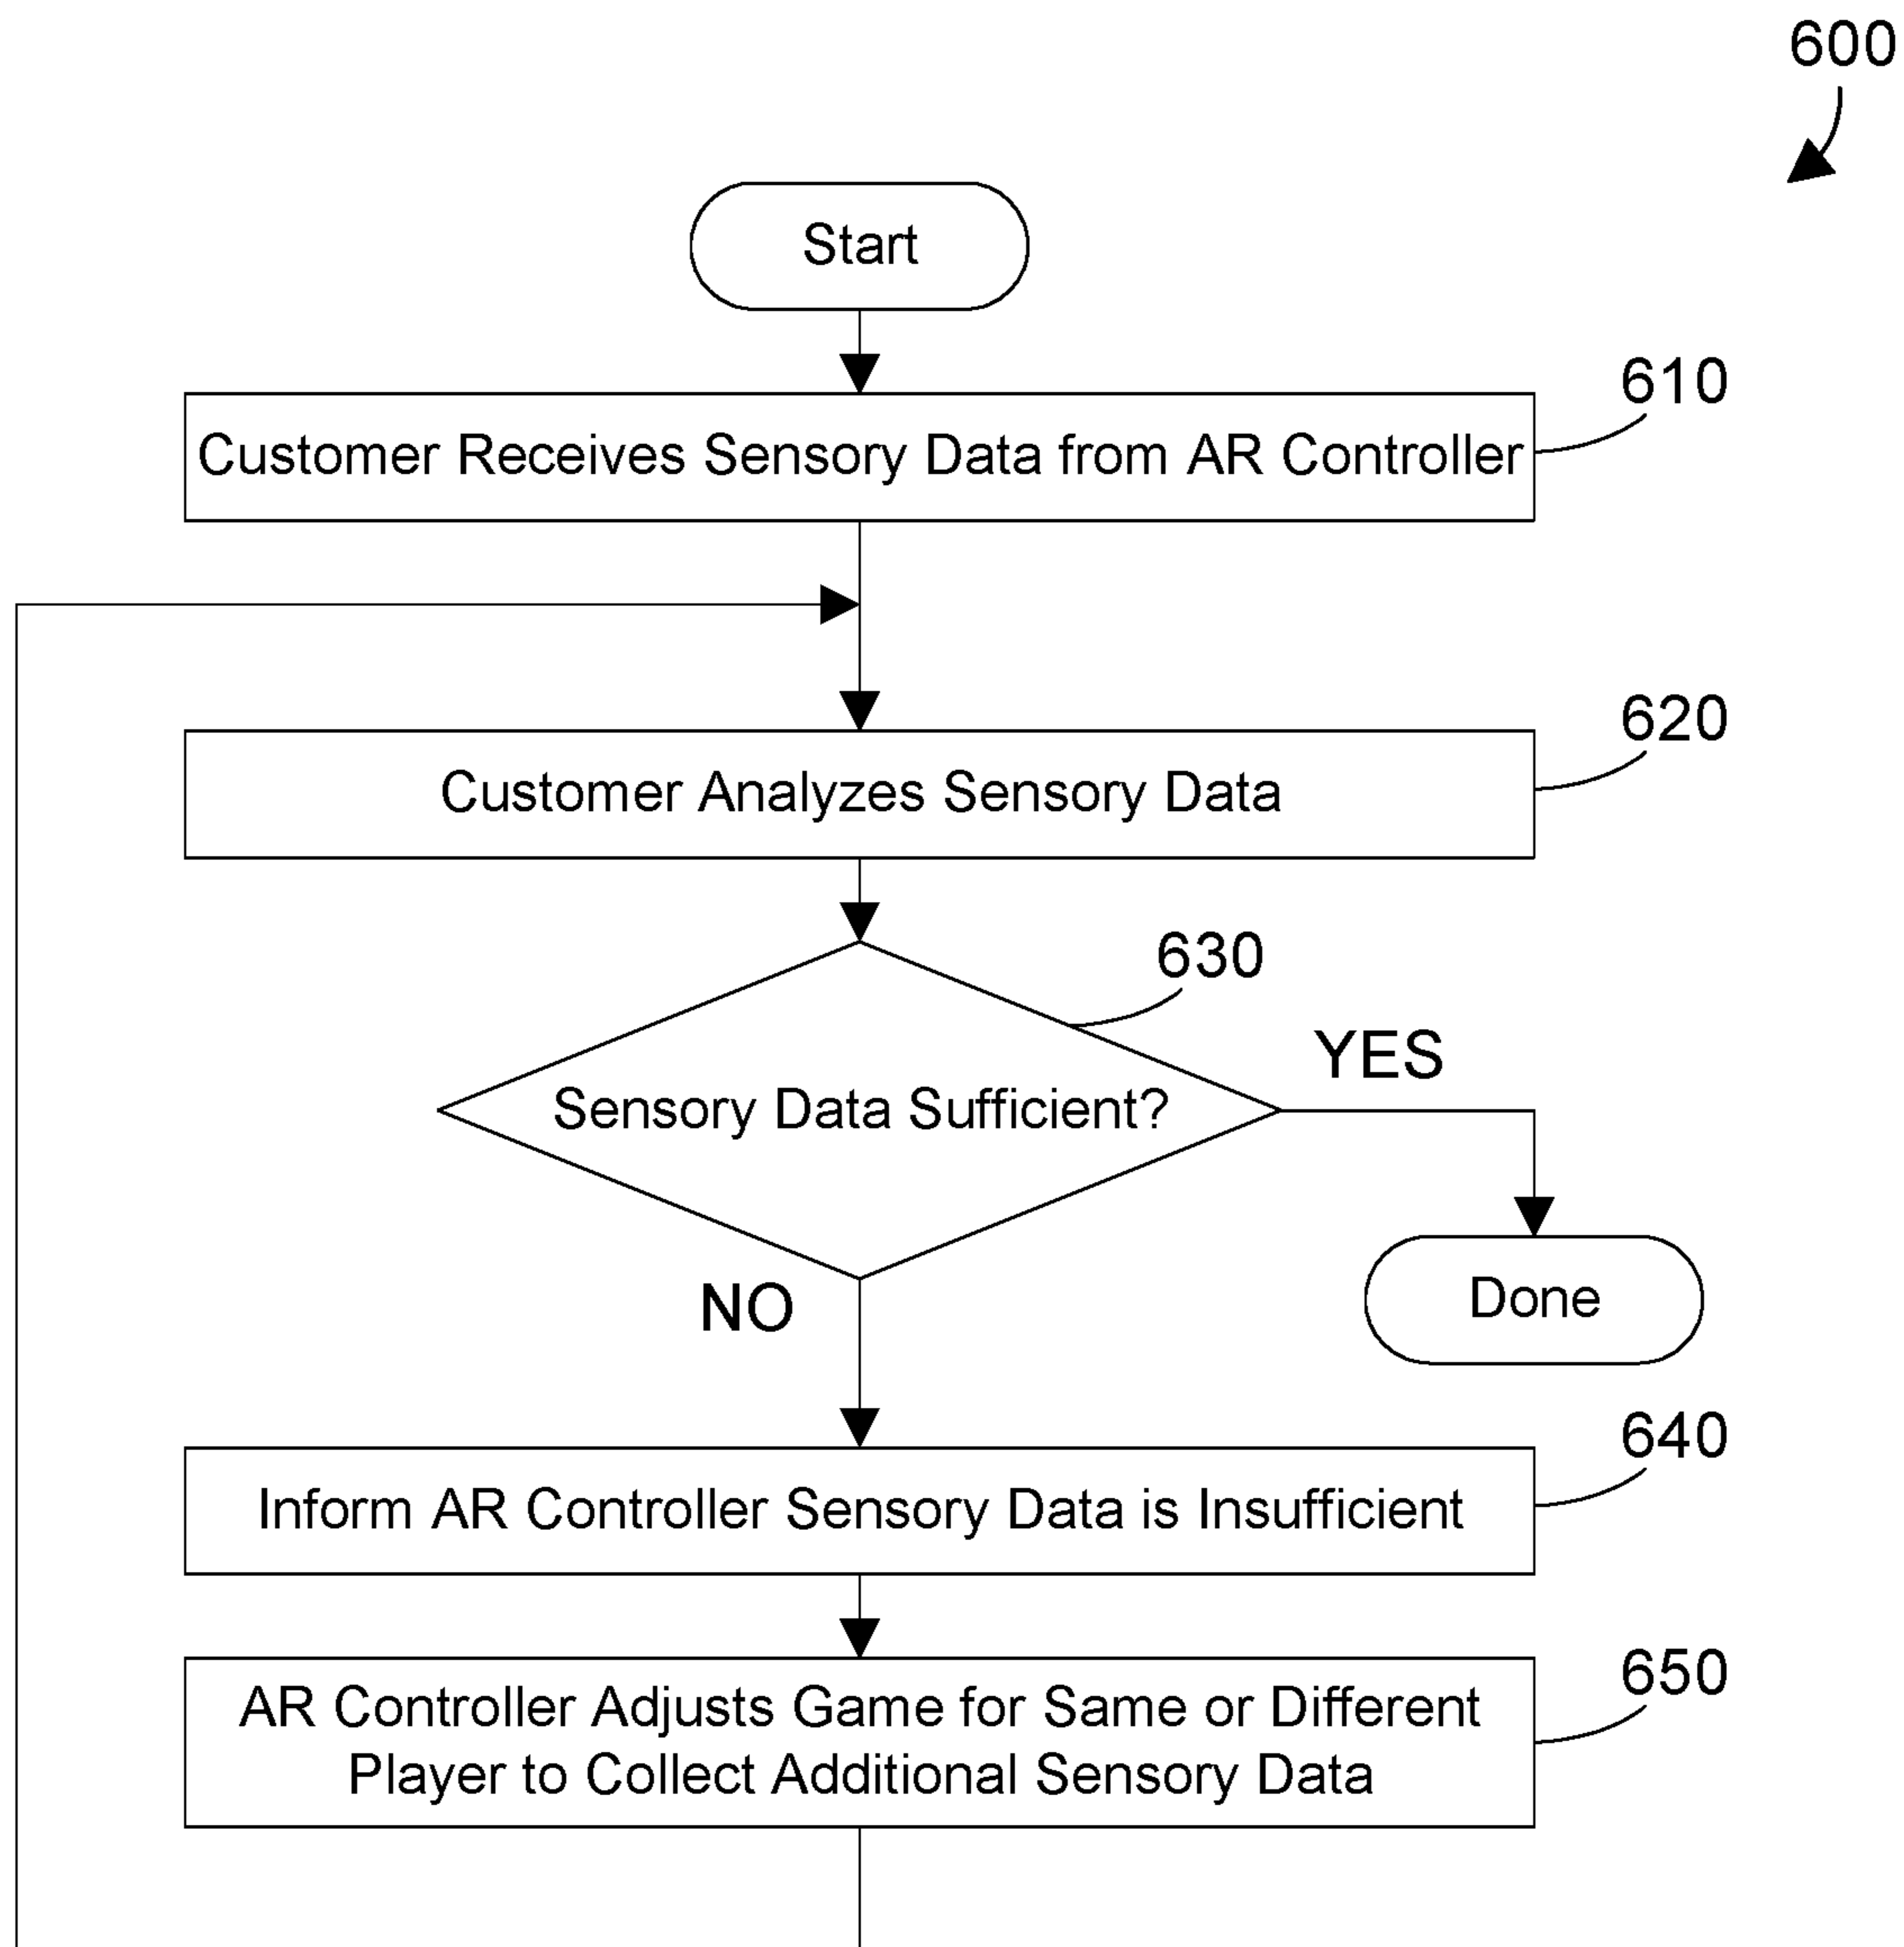 600
Start
610
Customer Receives Sensory Data from AR Controller
620
Customer Analyzes Sensory Data
630
YES
Sensory Data Sufficient?
Done
NO
640
Inform AR Controller Sensory Data is Insufficient
650
AR Controller Adjusts Game for Same or Different
Player to Collect Additional Sensory Data